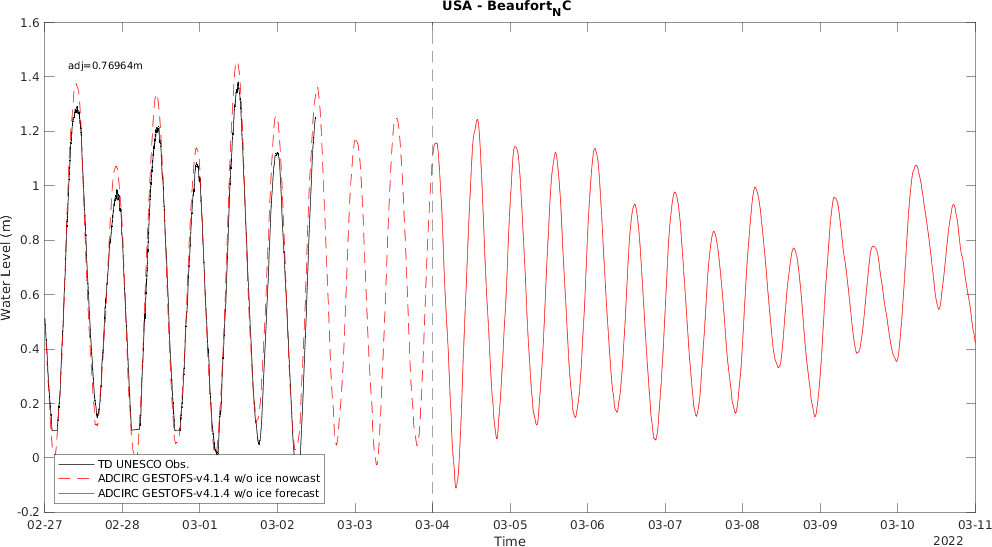 USA - Beaufort_NC
adj=0.76964m
1.6
1.4
1.2
1
0.8
0.6
0.4
0.2
0
-0.2
Water Level (m)
TD UNESCO Obs.
ADCIRC GESTOFS-v4.1.4 w/o ice nowcast
ADCIRC GESTOFS-v4.1.4 w/o ice forecast
02-27 02-28 03-01 03-02 03-03 03-04 03-05 03-06 03-07 03-08 03-09 03-10 03-11
Time
2022